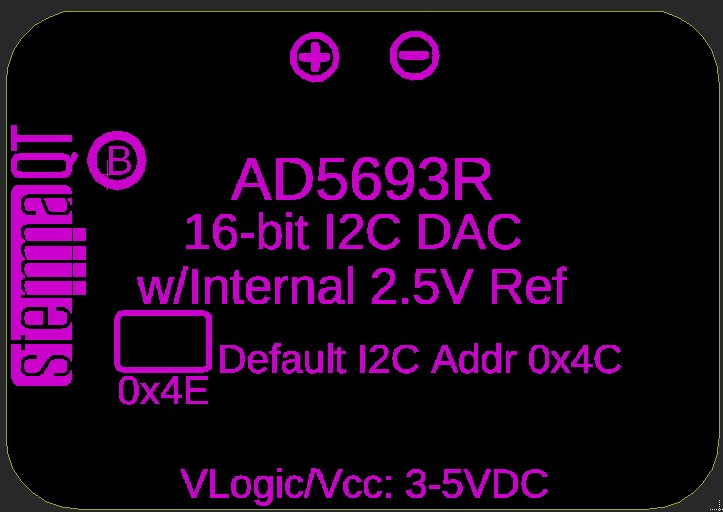 stemmaQT
B
AD5693R
16-bit I2C DAC
w/Internal 2.5V Ref
Default I2C Addr 0x4C
0x4E
VLogic/Vcc: 3-5VDC